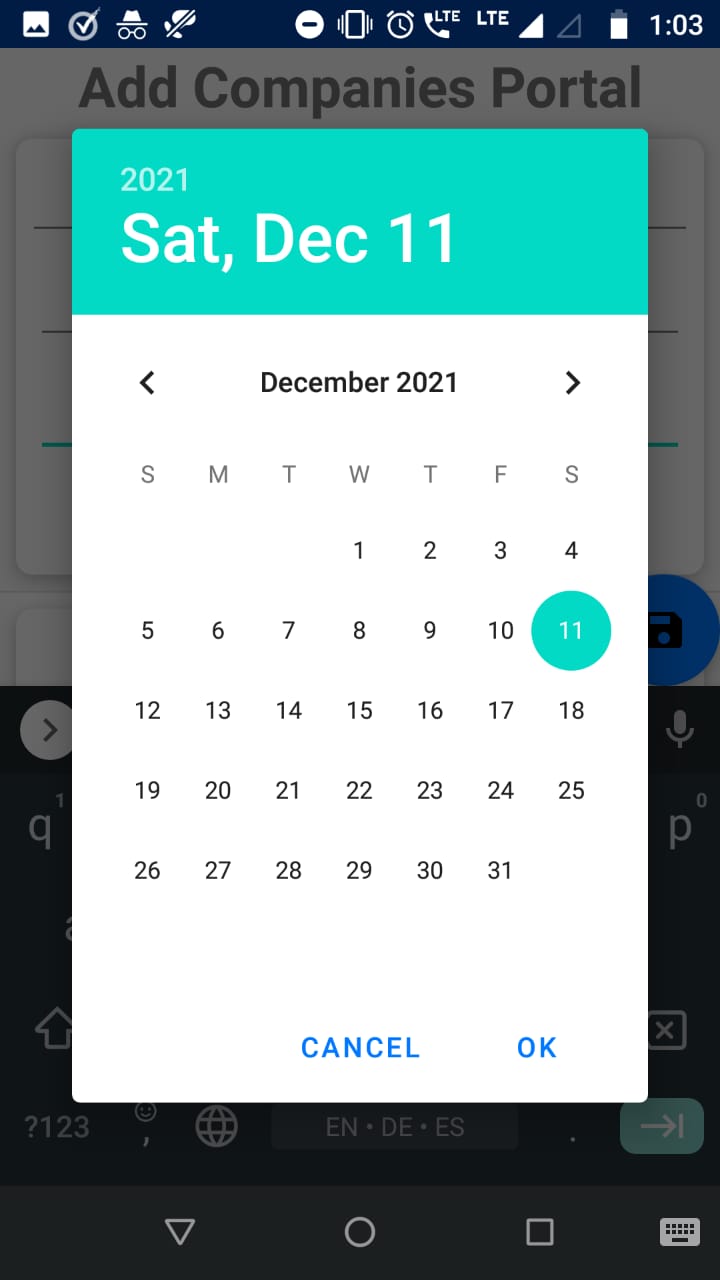 LTE LTE 1:03
Add Companies Portal
2021
Sat, Dec 11
December 2021
S M T W T F S
1 2 3 4
5 6 7 8 9 10 11
12 13 14 15 16 17 18
19 20 21 22 23 24 25
26 27 28 29 30 31
CANCEL OK
q 1 p 0
?123 , EN • DE • ES .